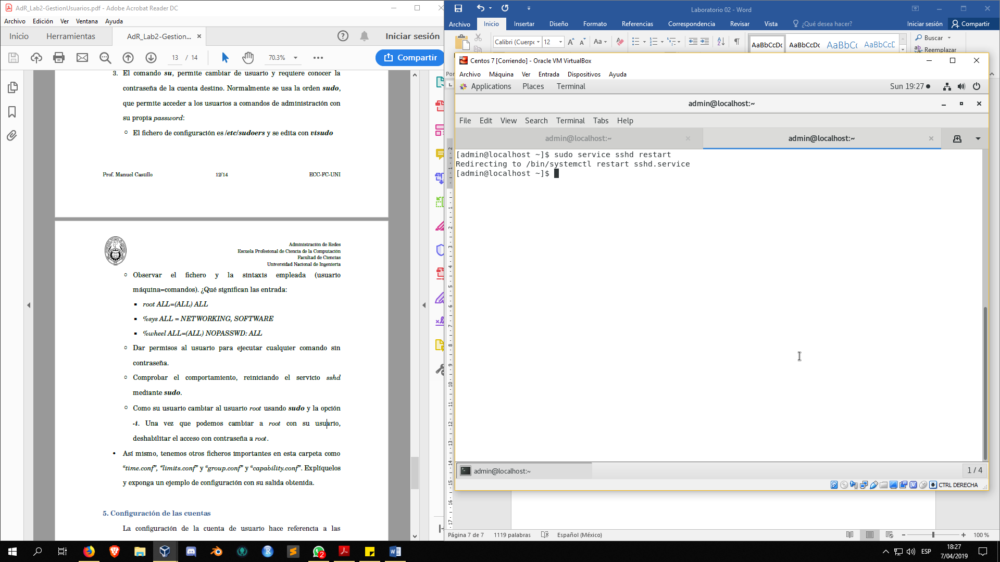 AdR_Lab2-GestionUsuarios.pdf - Adobe Acrobat Reader DC
Archivo Edición Ver Ventana Ayuda
Inicio Herramientas AdR_Lab2-Gestion... × Iniciar sesión
13 / 14 70.3% Compartir
3. El comando su, permite cambiar de usuario y requiere conocer la
contraseña de la cuenta destino. Normalmente se usa la orden sudo,
que permite acceder a los usuarios a comandos de administración con
su propia password:
El fichero de configuración es /etc/sudoers y se edita con visudo
Prof. Manuel Castillo 12/14 ECC-FC-UNI
Administración de Redes
Escuela Profesional de Ciencia de la Computación
Facultad de Ciencias
Universidad Nacional de Ingeniería
Observar el fichero y la sintaxis empleada (usuario
máquina=comandos). ¿Qué significan las entrada:
root ALL=(ALL) ALL
%sys ALL = NETWORKING, SOFTWARE
%wheel ALL=(ALL) NOPASSWD: ALL
Dar permisos al usuario para ejecutar cualquier comando sin
contraseña.
Comprobar el comportamiento, reiniciando el servicio sshd
mediante sudo.
Como su usuario cambiar al usuario root usando sudo y la opción
-i. Una vez que podemos cambiar a root con su usuario,
deshabilitar el acceso con contraseña a root.
• Así mismo, tenemos otros ficheros importantes en esta carpeta como
“time.conf”, “limits.conf” y “group.conf” y “capability.conf”. Explíquelos
y exponga un ejemplo de configuración con su salida obtenida.
5. Configuración de las cuentas
La configuración de la cuenta de usuario hace referencia a las
Laboratorio 02 - Word
Archivo Inicio Insertar Diseño Formato Referencias Correspondencia Revisar Vista ¿Qué desea hacer? Iniciar sesión Compartir
Calibri (Cuerpo 12 Aa AaBbCcDc AaBbCcDc AaBbCc AaBbCcD Buscar
Reemplazar
Centos 7 [Corriendo] - Oracle VM VirtualBox
Archivo Máquina Ver Entrada Dispositivos Ayuda
Applications Places Terminal Sun 19:27
admin@localhost:~
File Edit View Search Terminal Tabs Help
admin@localhost:~ × admin@localhost:~ ×
[admin@localhost ~]$ sudo service sshd restart
Redirecting to /bin/systemctl restart sshd.service
[admin@localhost ~]$
admin@localhost:~ 1 / 4
CTRL DERECHA
Página 7 de 7 1119 palabras Español (México) 100 %
2 ESP 18:27
7/04/2019